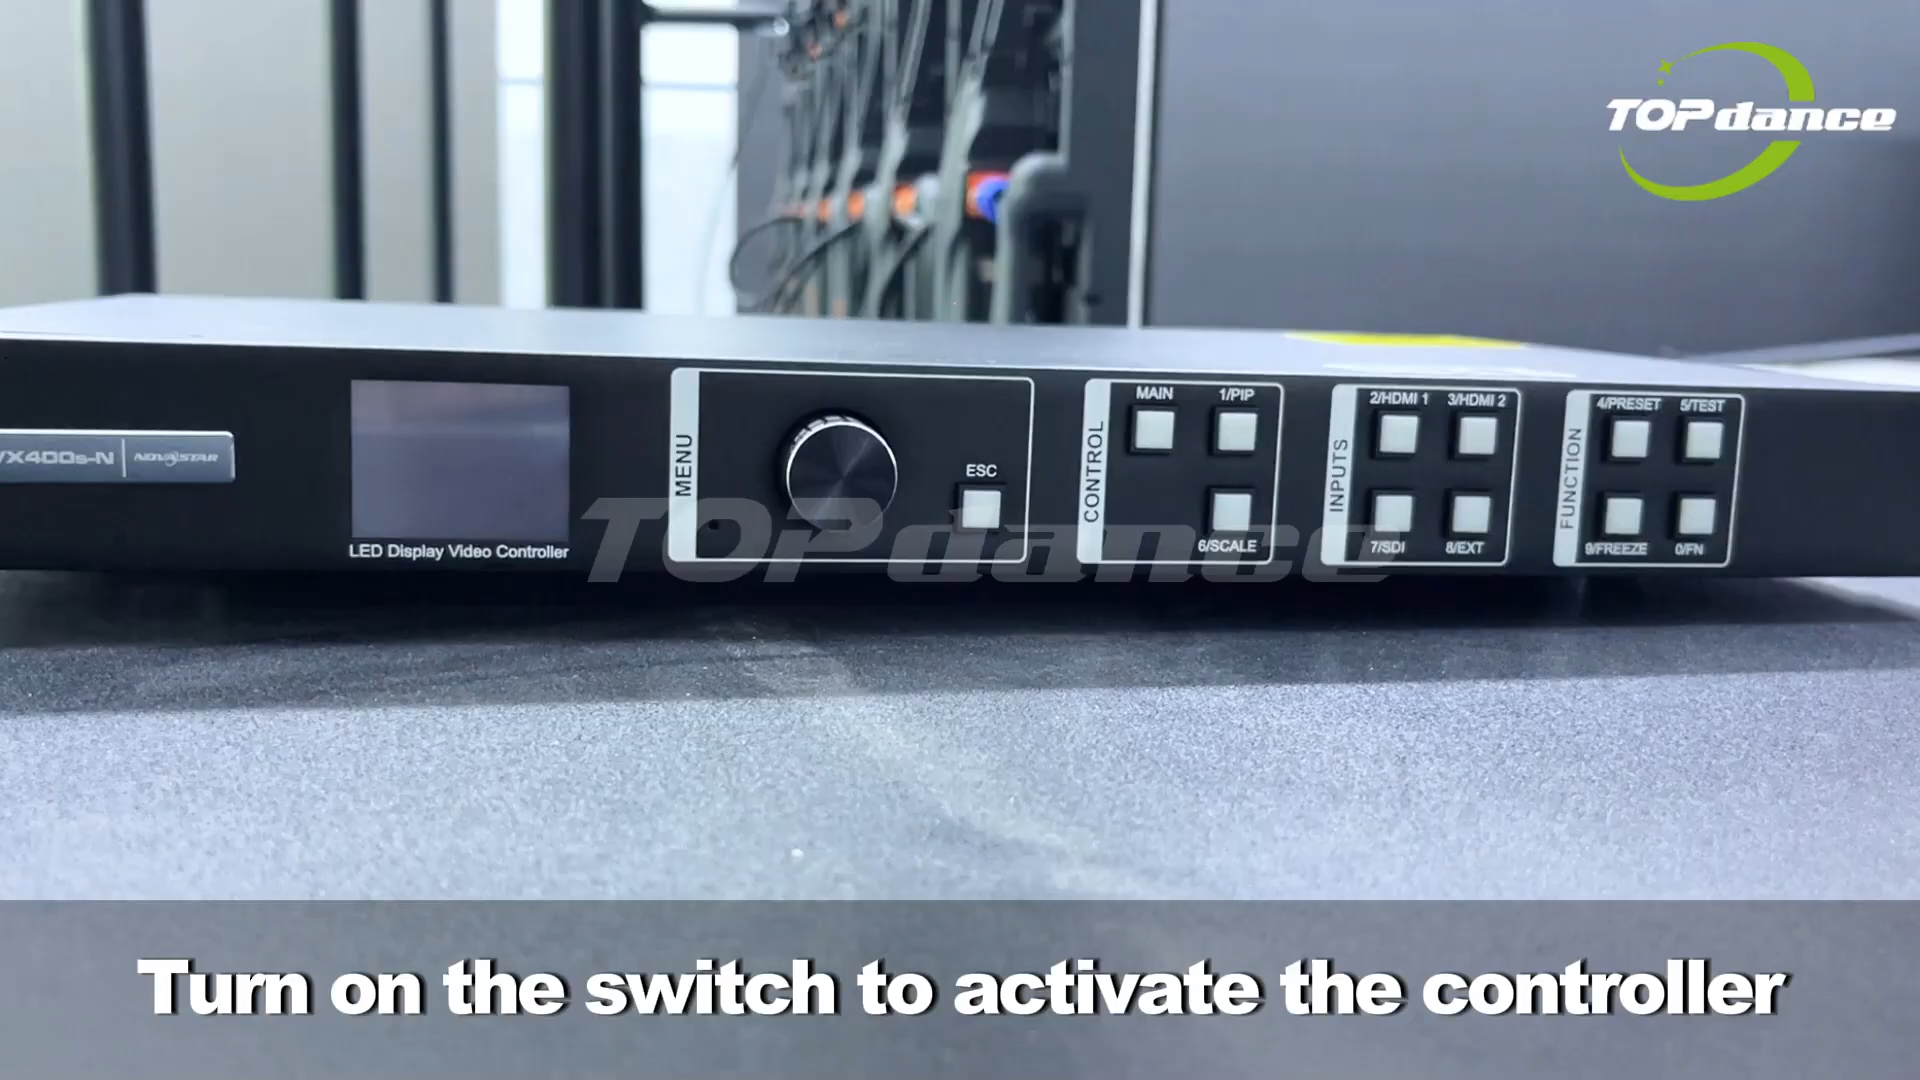 TOPdance
VX400s-N NOVASTAR
LED Display Video Controller
MENU
ESC
CONTROL
MAIN 1/PIP
6/SCALE
INPUTS
2/HDMI 1 3/HDMI 2
7/SDI 8/EXT
FUNCTION
4/PRESET 5/TEST
9/FREEZE 0/FN
TOPdance
Turn on the switch to activate the controller